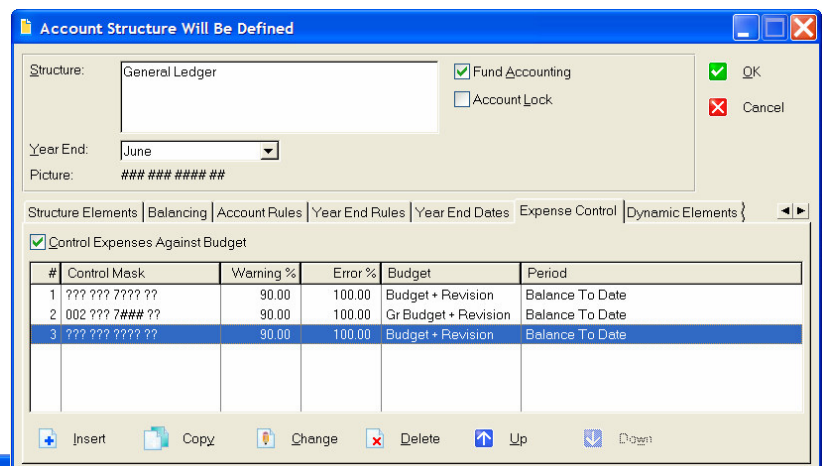 Account Structure Will Be Defined
Structure: General Ledger
Fund Accounting
OK
Account Lock
Cancel
Year End: June
Picture: ### ### #### ##
Structure Elements Balancing Account Rules Year End Rules Year End Dates Expense Control Dynamic Elements
Control Expenses Against Budget
# Control Mask Warning % Error % Budget Period
1 ??? ??? 7??? ?? 90.00 100.00 Budget + Revision Balance To Date
2 002 ??? 7### ?? 90.00 100.00 Gr Budget + Revision Balance To Date
3 ??? ??? ???? ?? 90.00 100.00 Budget + Revision Balance To Date
Insert Copy Change Delete Up Down